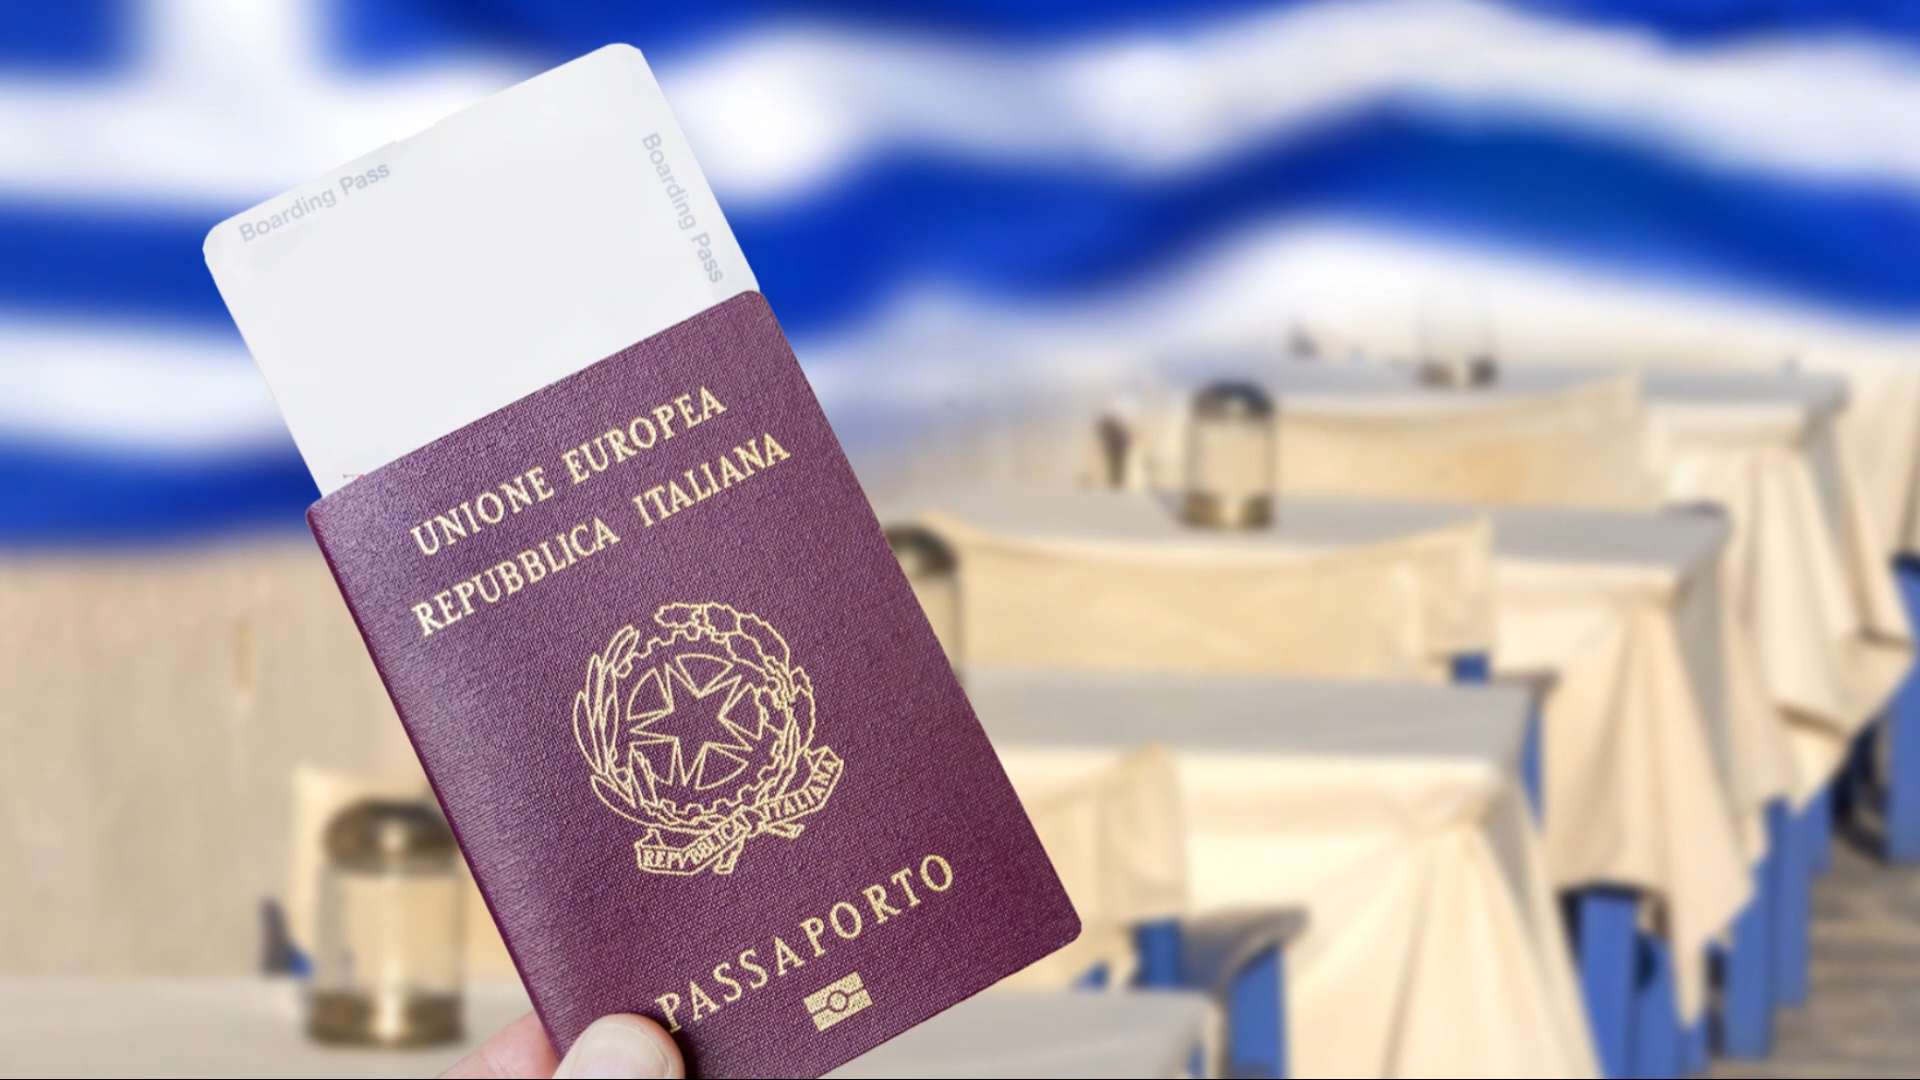 Boarding Pass
Boarding Pass
UNIONE EUROPEA
REPUBBLICA ITALIANA
REPVBBLICA ITALIANA
PASSAPORTO